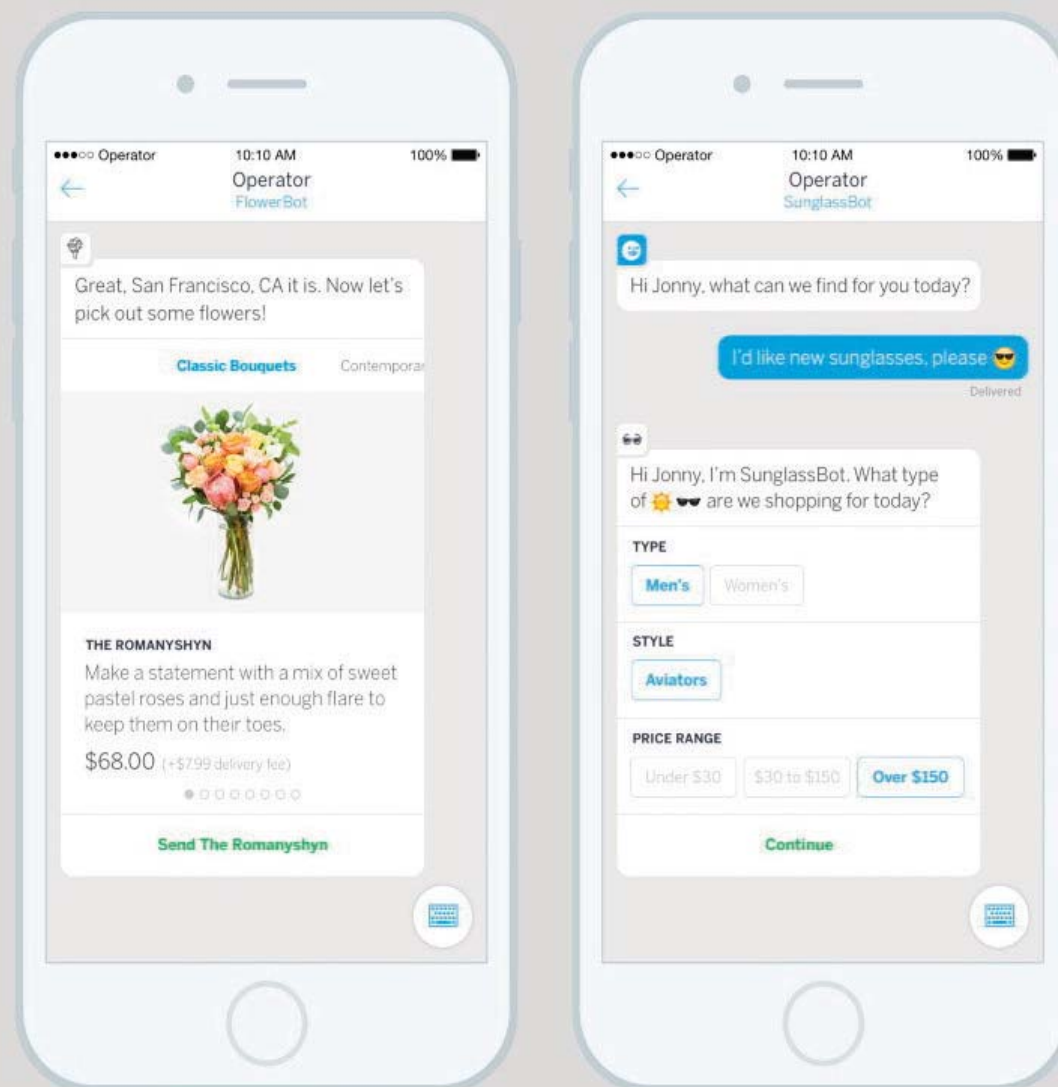 Operator
10:10 AM
100%
Operator
FlowerBot
Great, San Francisco, CA it is. Now let's
pick out some flowers!
Classic Bouquets
Contemporar
THE ROMANYSHYN
Make a statement with a mix of sweet
pastel roses and just enough flare to
keep them on their toes.
$68.00 (+$7.99 delivery fee)
Send The Romanyshyn
Operator
10:10 AM
100%
Operator
SunglassBot
Hi Jonny, what can we find for you today?
I'd like new sunglasses, please 😎
Delivered
Hi Jonny, I'm SunglassBot. What type
of ☀️ 🕶️ are we shopping for today?
TYPE
Men's
Women's
STYLE
Aviators
PRICE RANGE
Under $30
$30 to $150
Over $150
Continue